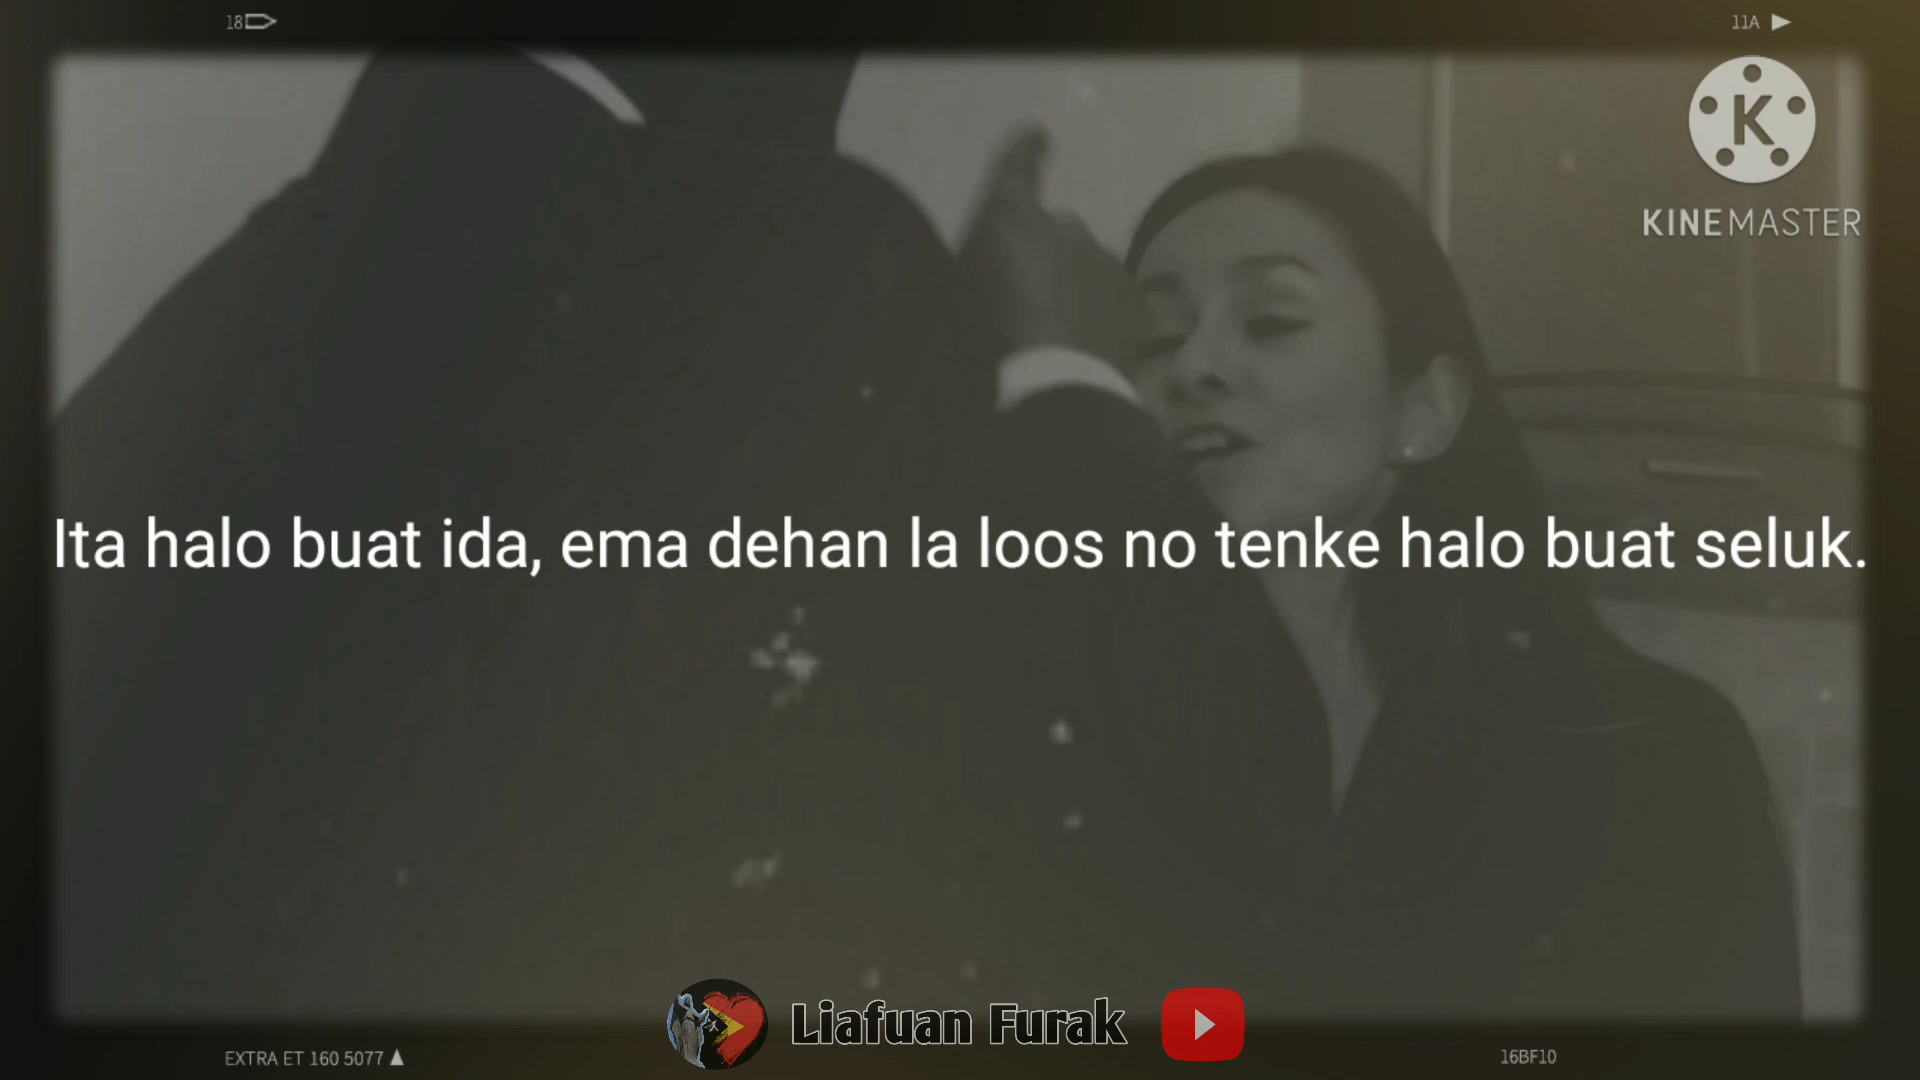 18
11A
K
KINEMASTER
Ita halo buat ida, ema dehan la loos no tenke halo buat seluk.
Liafuan Furak
EXTRA ET 160 5077
16BF10